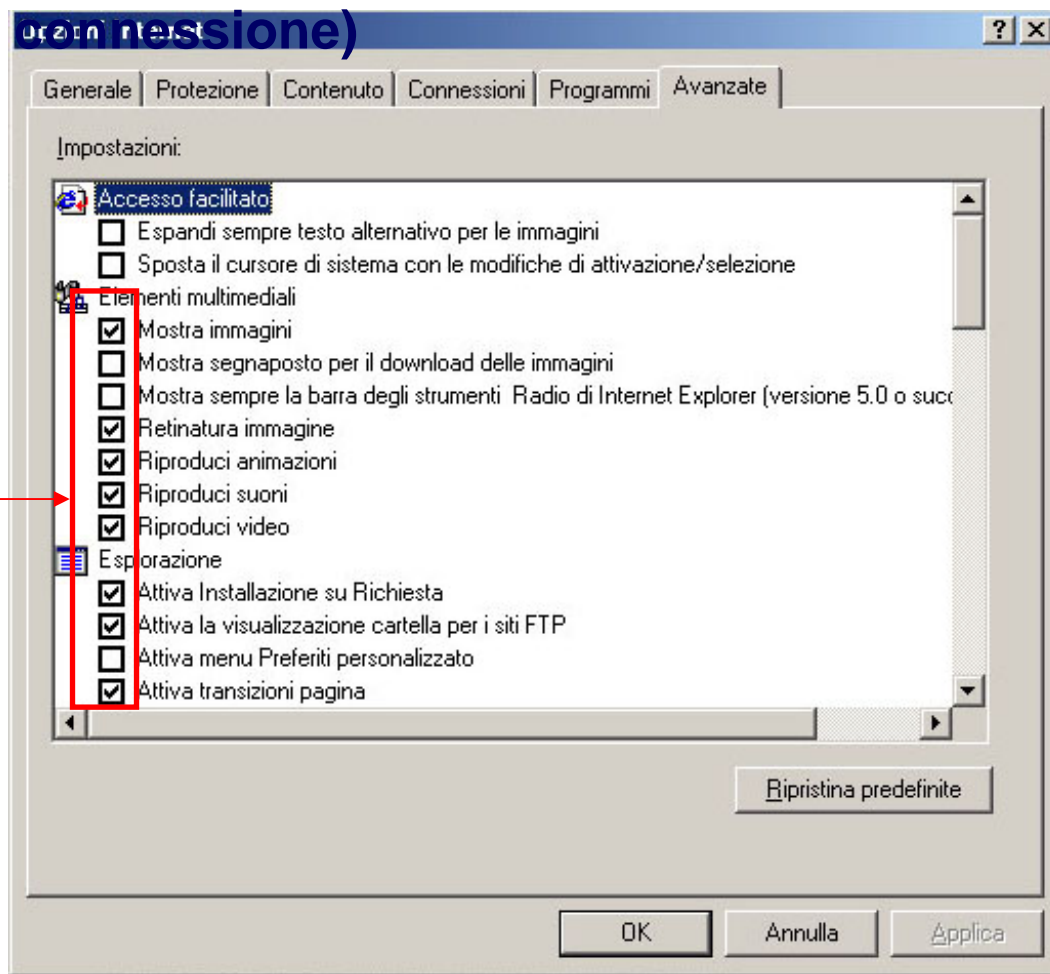 connessione)
Opzioni Internet
Generale Protezione Contenuto Connessioni Programmi Avanzate
Impostazioni:
Accesso facilitato
Espandi sempre testo alternativo per le immagini
Sposta il cursore di sistema con le modifiche di attivazione/selezione
Elementi multimediali
Mostra immagini
Mostra segnaposto per il download delle immagini
Mostra sempre la barra degli strumenti Radio di Internet Explorer (versione 5.0 o succ
Retinatura immagine
Riproduci animazioni
Riproduci suoni
Riproduci video
Esplorazione
Attiva Installazione su Richiesta
Attiva la visualizzazione cartella per i siti FTP
Attiva menu Preferiti personalizzato
Attiva transizioni pagina
Ripristina predefinite
OK Annulla Applica